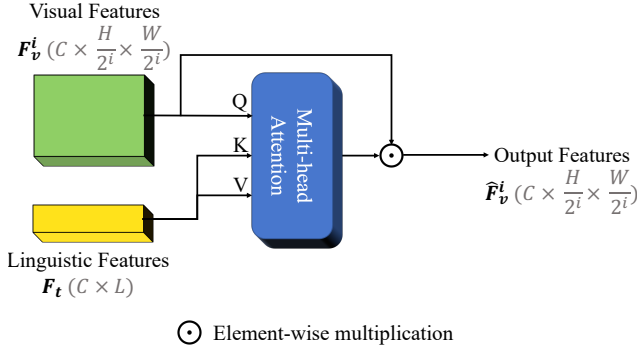 Visual Features
F_v^i (C × H/2^i × W/2^i)
Q
K
V
Multi-head
Attention
Output Features
F̂_v^i (C × H/2^i × W/2^i)
Linguistic Features
F_t (C × L)
⊙ Element-wise multiplication